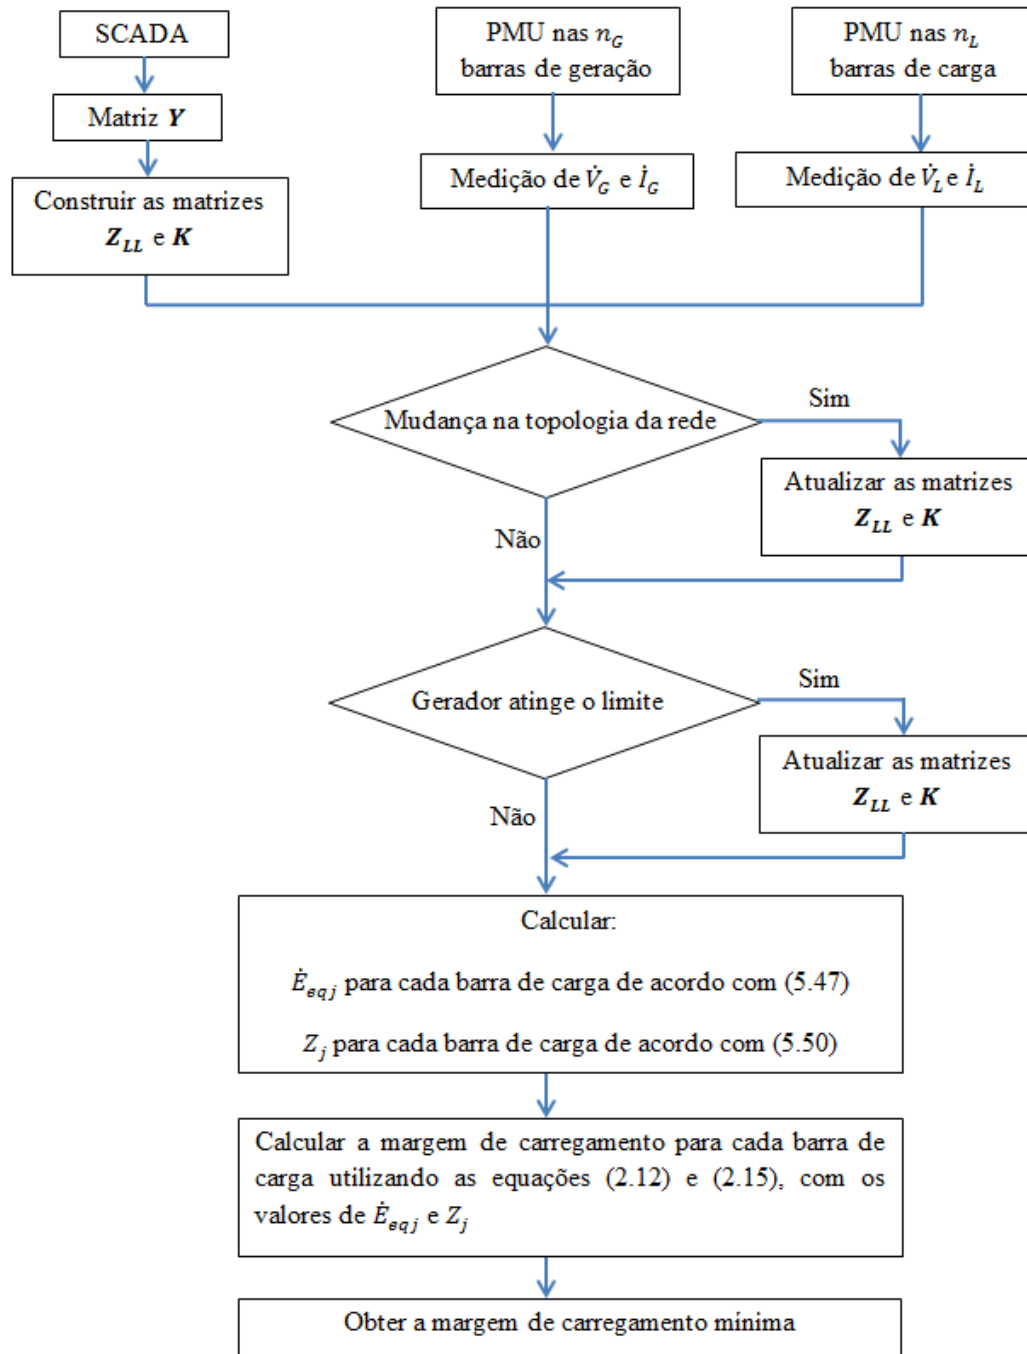 SCADA
Matriz Y
Construir as matrizes
Z_LL e K
PMU nas n_G
barras de geração
Medição de V̇_G e İ_G
PMU nas n_L
barras de carga
Medição de V̇_L e İ_L
Mudança na topologia da rede
Sim
Atualizar as matrizes
Z_LL e K
Não
Gerador atinge o limite
Sim
Atualizar as matrizes
Z_LL e K
Não
Calcular:
Ė_eqj para cada barra de carga de acordo com (5.47)
Z_j para cada barra de carga de acordo com (5.50)
Calcular a margem de carregamento para cada barra de
carga utilizando as equações (2.12) e (2.15), com os
valores de Ė_eqj e Z_j
Obter a margem de carregamento mínima